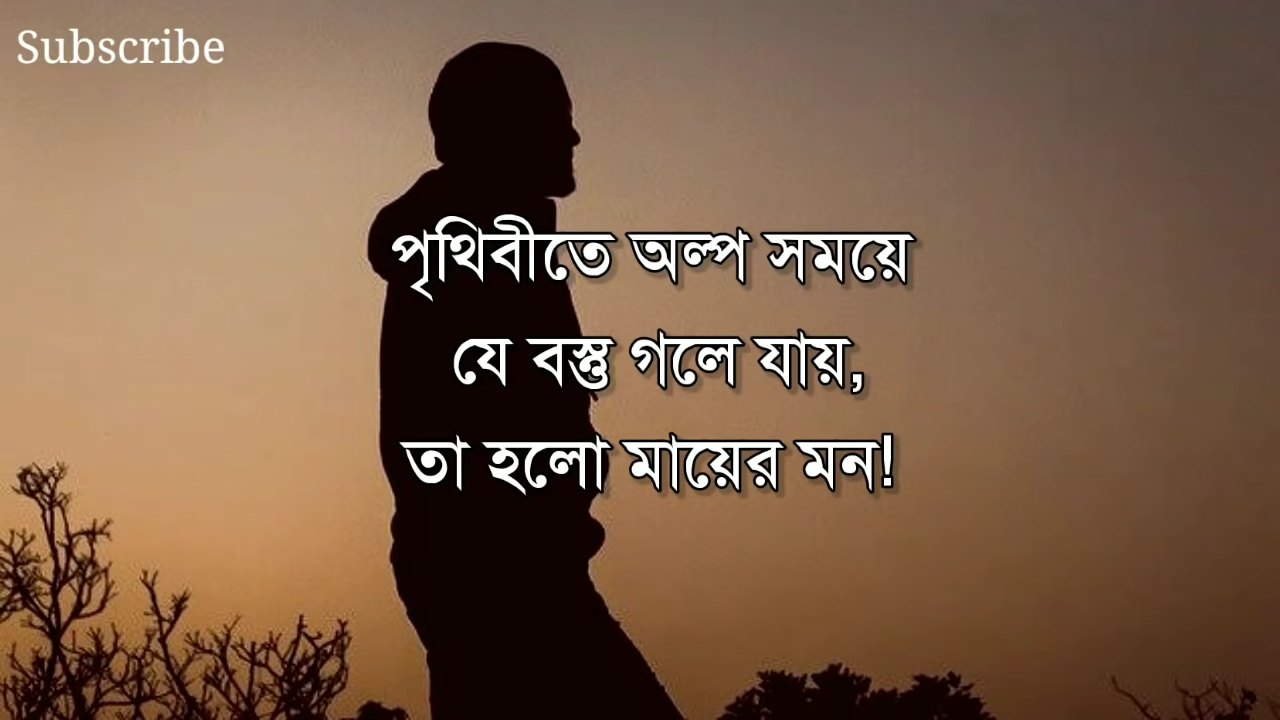 Subscribe
পৃথিবীতে অল্প সময়ে
যে বস্তু গলে যায়,
তা হলো মায়ের মন!